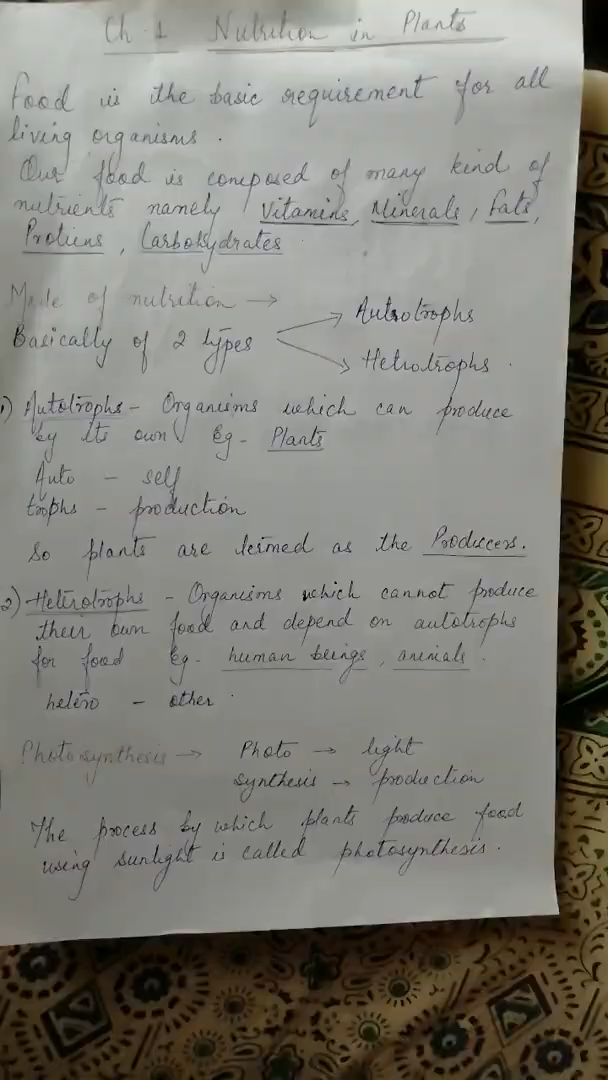 Ch 1 Nutrition in Plants
Food is the basic requirement for all
living organisms.
Our food is composed of many kind of
nutrients namely Vitamins, Minerals, Fats,
Protiens, Carbohydrates
Mode of nutrition →
Basically of 2 types
Autotrophs
Hetrotrophs.
1) Autotrophs - Organisms which can produce
by its own Eg - Plants
Auto - self
trophs - production
So plants are termed as the Producers.
2) Heterotrophs - Organisms which cannot produce
their own food and depend on autotrophs
for food Eg - human beings, animals.
hetero - other.
Photosynthesis → Photo → light
synthesis → production
The process by which plants produce food
using sunlight is called photosynthesis.